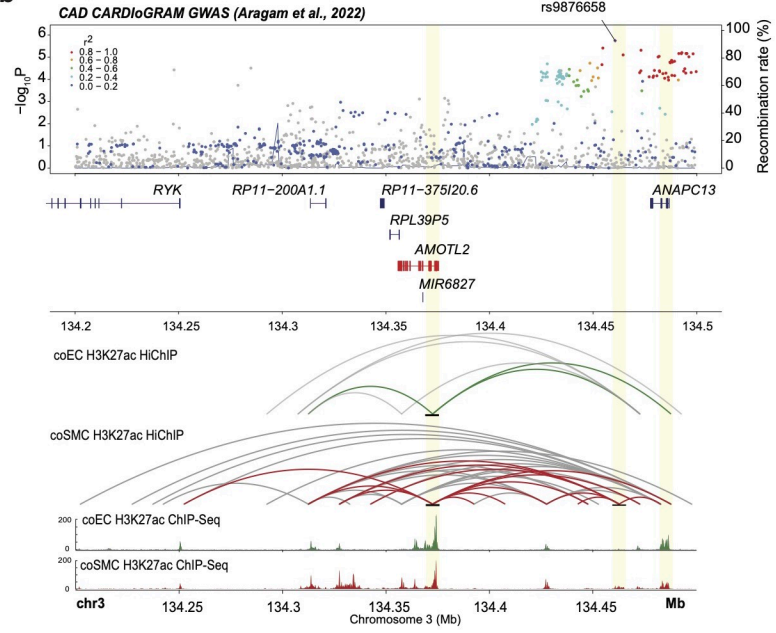 CAD CARDIoGRAM GWAS (Aragam et al., 2022)
rs9876658
r2
0.8 – 1.0
0.6 – 0.8
0.4 – 0.6
0.2 – 0.4
0.0 – 0.2
−log10P
6
5
4
3
2
1
0
Recombination rate (%)
100
80
60
40
20
0
RYK RP11−200A1.1 RP11−375I20.6 ANAPC13
RPL39P5
AMOTL2
MIR6827
134.2 134.25 134.3 134.35 134.4 134.45 134.5
coEC H3K27ac HiChIP
coSMC H3K27ac HiChIP
200 coEC H3K27ac ChIP-Seq
0
200 coSMC H3K27ac ChIP-Seq
0
chr3 134.25 134.3 134.35 134.4 134.45 Mb
Chromosome 3 (Mb)